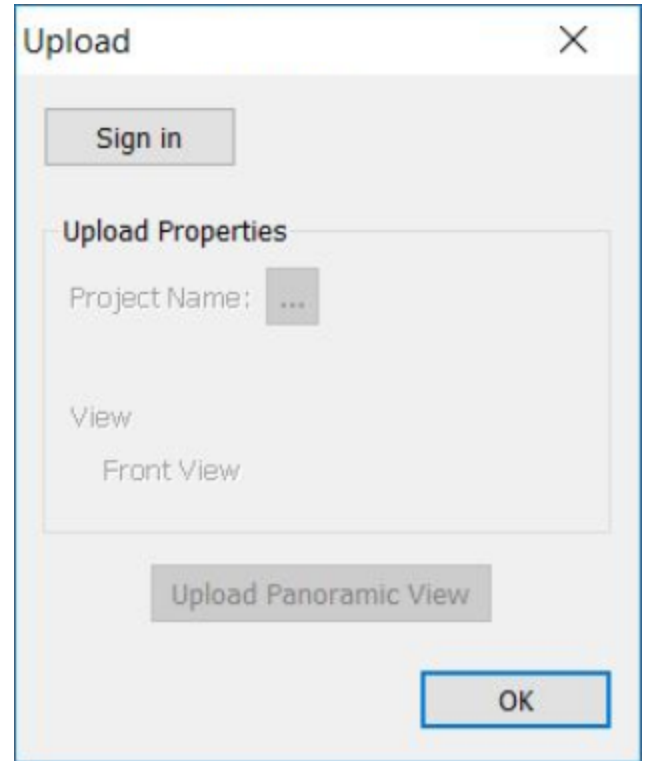 Upload
Sign in
Upload Properties
Project Name: ...
View
Front View
Upload Panoramic View
OK